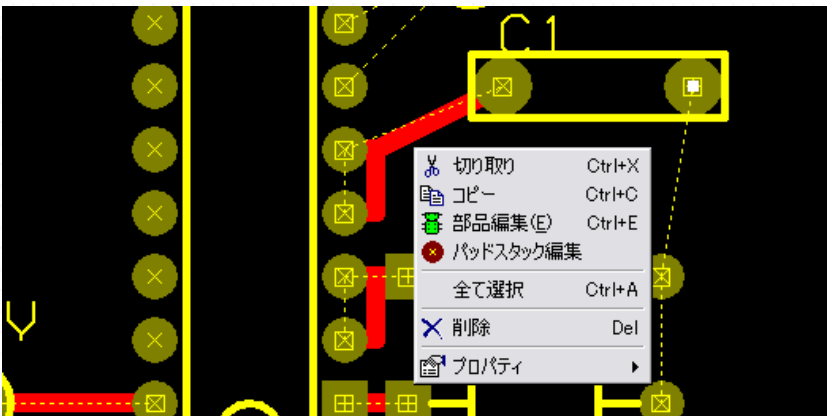 C1
切り取り Ctrl+X
コピー Ctrl+C
部品編集(E) Ctrl+E
パッドスタック編集
全て選択 Ctrl+A
削除 Del
プロパティ
Y